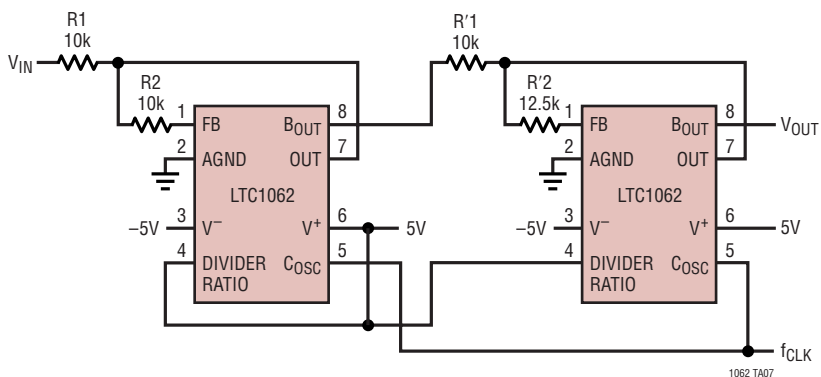 R1
10k
V_IN
R2
10k
1
FB
B_OUT
8
2
AGND
OUT
7
LTC1062
–5V
3
V–
V+
6
5V
4
DIVIDER
RATIO
C_OSC
5
R′1
10k
R′2
12.5k
1
FB
B_OUT
8
V_OUT
2
AGND
OUT
7
LTC1062
–5V
3
V–
V+
6
5V
4
DIVIDER
RATIO
C_OSC
5
f_CLK
1062 TA07